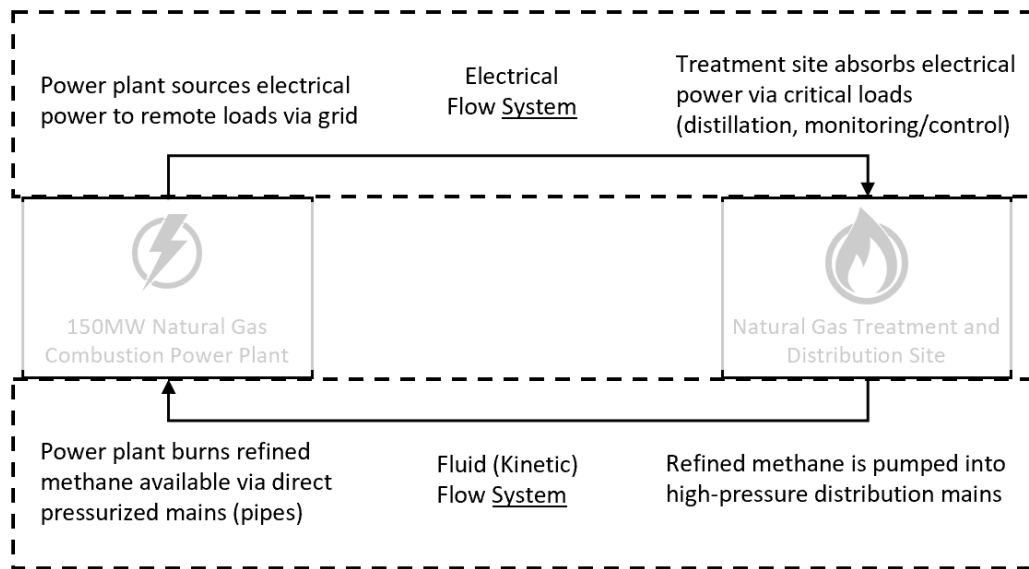 Power plant sources electrical
power to remote loads via grid
Electrical
Flow System
Treatment site absorbs electrical
power via critical loads
(distillation, monitoring/control)
150MW Natural Gas
Combustion Power Plant
Natural Gas Treatment and
Distribution Site
Power plant burns refined
methane available via direct
pressurized mains (pipes)
Fluid (Kinetic)
Flow System
Refined methane is pumped into
high-pressure distribution mains